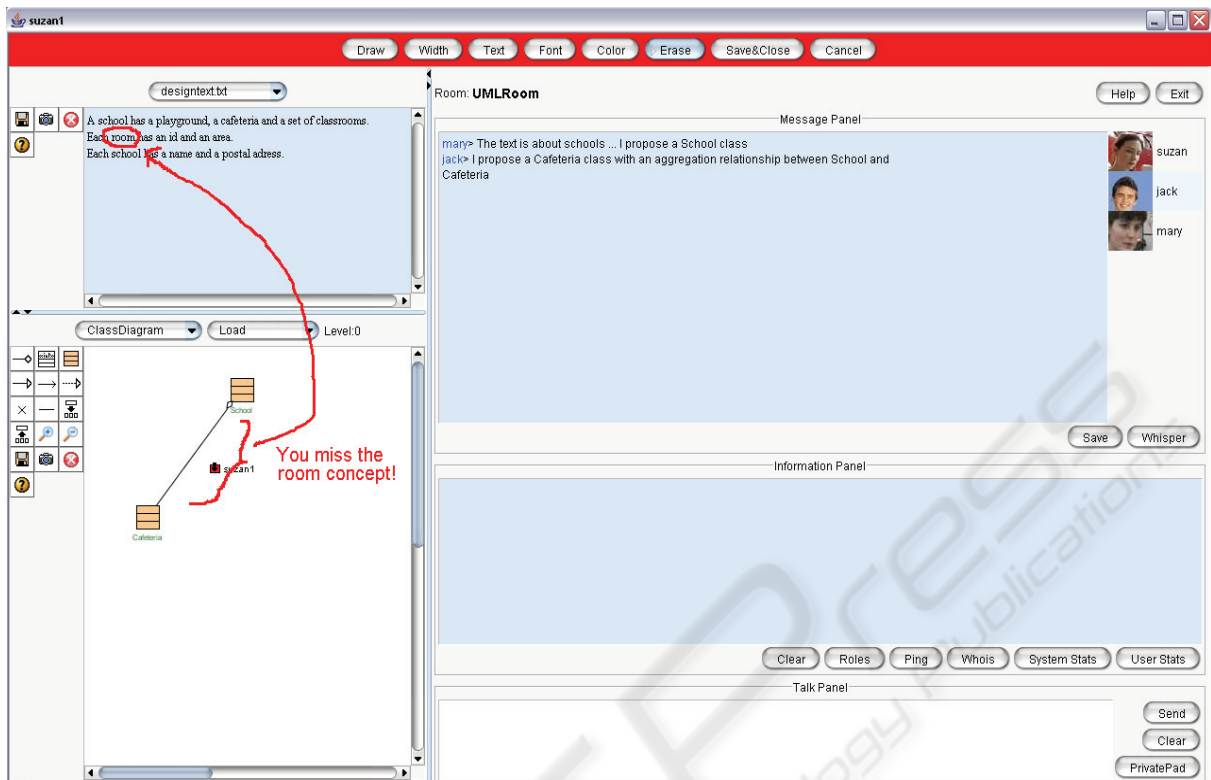 suzan1
Draw Width Text Font Color Erase Save&Close Cancel
designtext.txt
A school has a playground, a cafeteria and a set of classrooms.
Each room has an id and an area.
Each school has a name and a postal adress.
ClassDiagram Load Level:0
School
suzan1
You miss the
room concept!
Cafeteria
Room: UMLRoom
Help Exit
Message Panel
mary> The text is about schools ... I propose a School class
jack> I propose a Cafeteria class with an aggregation relationship between School and
Cafeteria
suzan
jack
mary
Save Whisper
Information Panel
Clear Roles Ping Whois System Stats User Stats
Talk Panel
Send
Clear
PrivatePad
Press
ology Publications